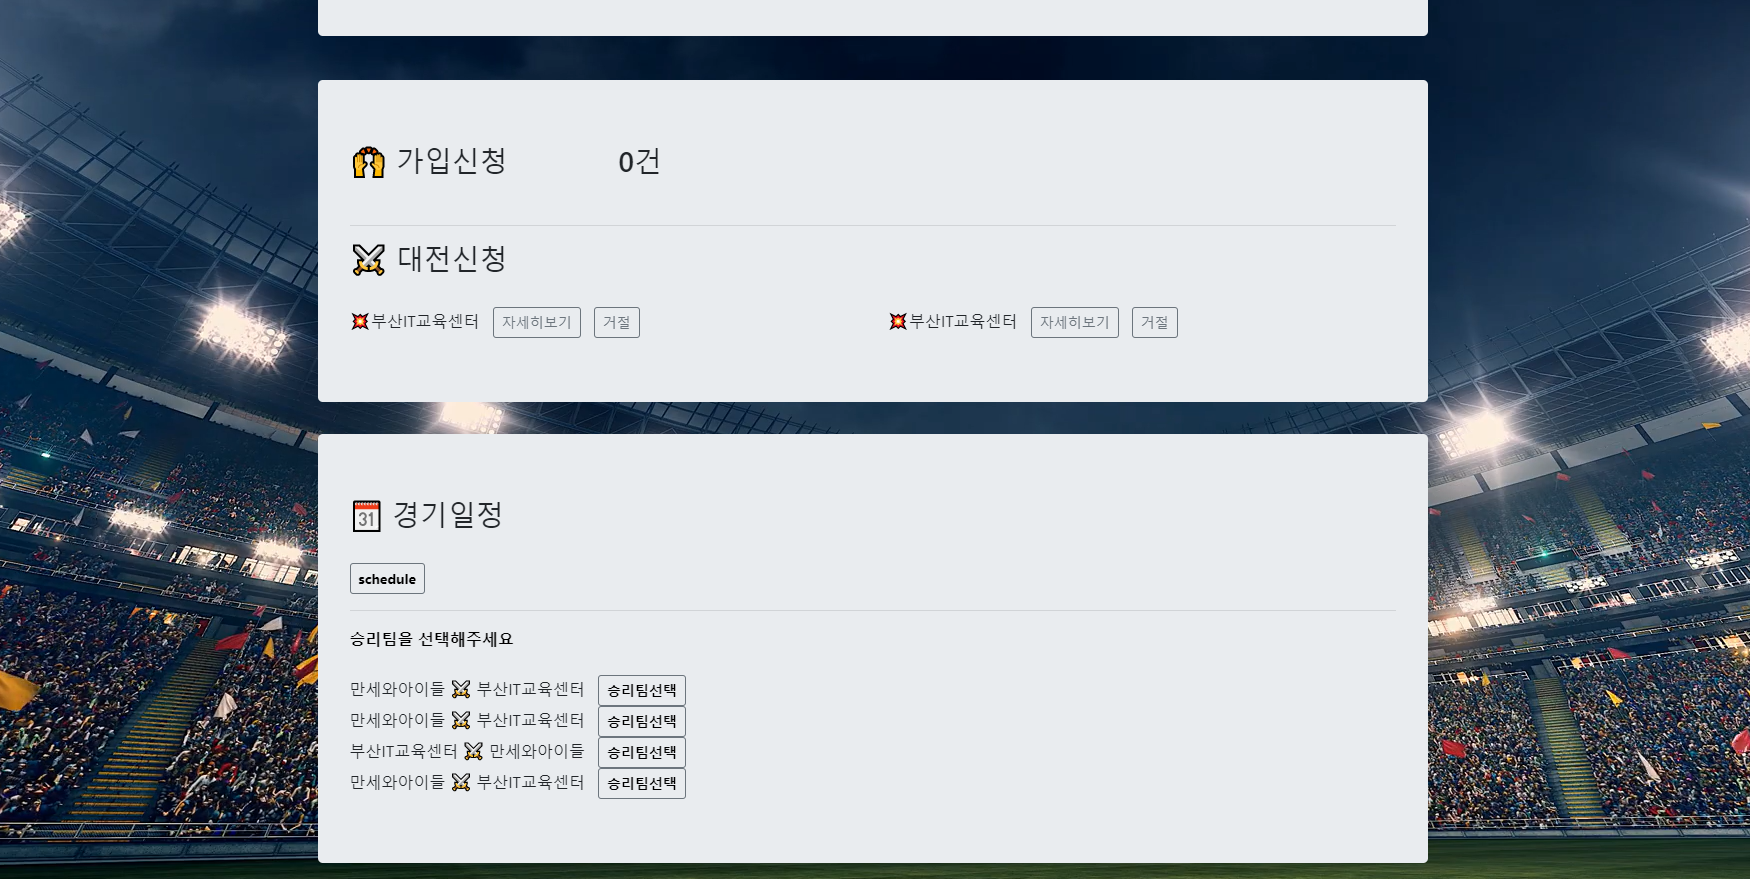 가입신청 0건
대전신청
부산IT교육센터 자세히보기 거절 부산IT교육센터 자세히보기 거절
31 경기일정
schedule
승리팀을 선택해주세요
만세와아이들 부산IT교육센터 승리팀선택
만세와아이들 부산IT교육센터 승리팀선택
부산IT교육센터 만세와아이들 승리팀선택
만세와아이들 부산IT교육센터 승리팀선택